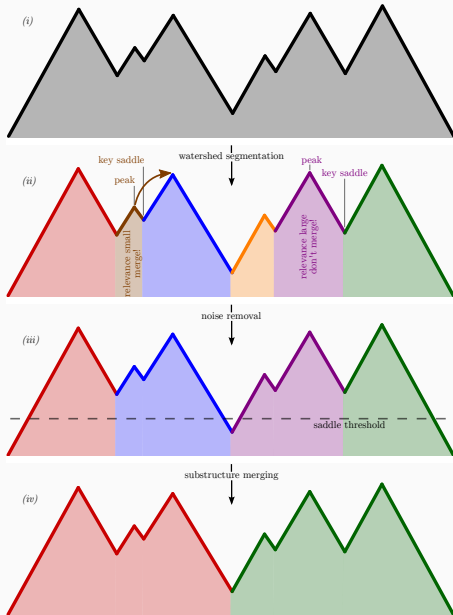 (i)
watershed segmentation
key saddle
peak
peak
key saddle
(ii)
relevance small
merge!
relevance large
don't merge!
noise removal
(iii)
saddle threshold
substructure merging
(iv)